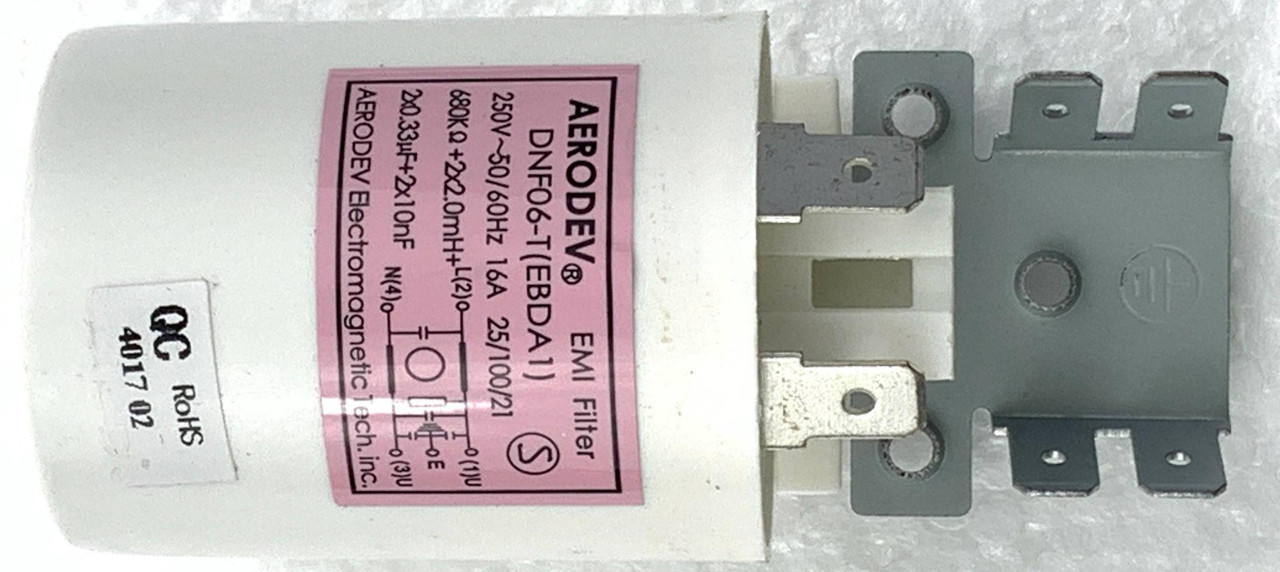 AERODEV® EMI Filter
DNF06-T(EBDA1)
250V~50/60Hz 16A 25/100/21
680KΩ+2x2.0mH+
2x0.33µF+2x10nF
L(2)
(1)U
E
N(4)
(3)U
AERODEV Electromagnetic Tech. inc.
S
QC RoHS
4017 02